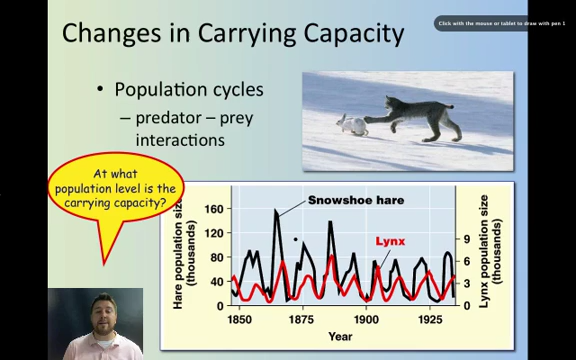 Click with the mouse or tablet to draw with pen 1
Changes in Carrying Capacity
• Population cycles
– predator – prey
interactions
At what
population level is the
carrying capacity?
Snowshoe hare
Lynx
Hare population size
(thousands)
160
120
80
40
0
Lynx population size
(thousands)
9
6
3
0
1850
1875
1900
1925
Year